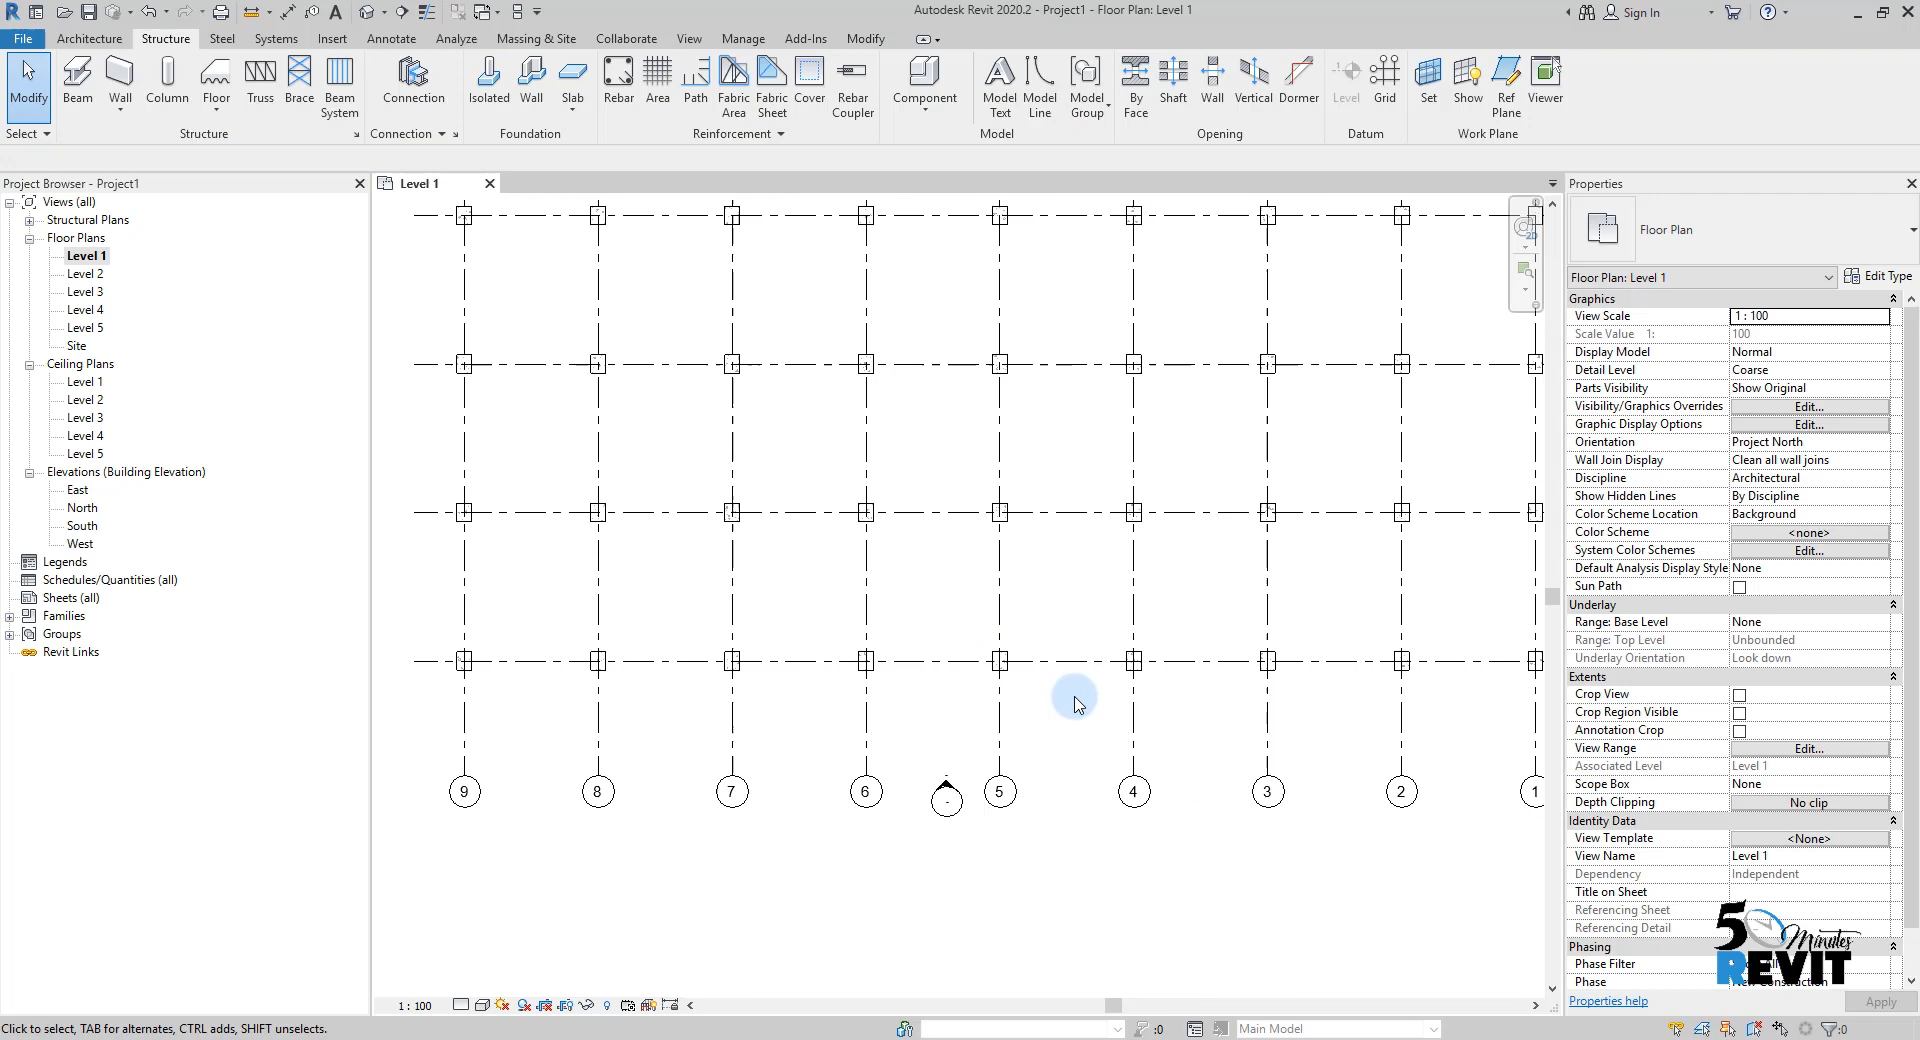 Autodesk Revit 2020.2 - Project1 - Floor Plan: Level 1
Sign In
File Architecture Structure Steel Systems Insert Annotate Analyze Massing & Site Collaborate View Manage Add-Ins Modify
Modify Beam Wall Column Floor Truss Brace Beam System Connection Isolated Wall Slab Rebar Area Path Fabric Area Fabric Sheet Cover Rebar Coupler Component Model Text Model Line Model Group By Face Shaft Wall Vertical Dormer Level Grid Set Show Ref Plane Viewer
Select Structure Connection Foundation Reinforcement Model Opening Datum Work Plane
Project Browser - Project1
Views (all)
Structural Plans
Floor Plans
Level 1
Level 2
Level 3
Level 4
Level 5
Site
Ceiling Plans
Level 1
Level 2
Level 3
Level 4
Level 5
Elevations (Building Elevation)
East
North
South
West
Legends
Schedules/Quantities (all)
Sheets (all)
Families
Groups
Revit Links
Level 1
2D
9 8 7 6 - 5 4 3 2 1
1 : 100
Properties
Floor Plan
Floor Plan: Level 1 Edit Type
Graphics
View Scale 1 : 100
Scale Value 1: 100
Display Model Normal
Detail Level Coarse
Parts Visibility Show Original
Visibility/Graphics Overrides Edit...
Graphic Display Options Edit...
Orientation Project North
Wall Join Display Clean all wall joins
Discipline Architectural
Show Hidden Lines By Discipline
Color Scheme Location Background
Color Scheme <none>
System Color Schemes Edit...
Default Analysis Display Style None
Sun Path
Underlay
Range: Base Level None
Range: Top Level Unbounded
Underlay Orientation Look down
Extents
Crop View
Crop Region Visible
Annotation Crop
View Range Edit...
Associated Level Level 1
Scope Box None
Depth Clipping No clip
Identity Data
View Template <None>
View Name Level 1
Dependency Independent
Title on Sheet
Referencing Sheet
Referencing Detail
Phasing
Phase Filter
Phase New Construction
5 Minutes
REVIT
Properties help Apply
Click to select, TAB for alternates, CTRL adds, SHIFT unselects.
:0
Main Model
:0